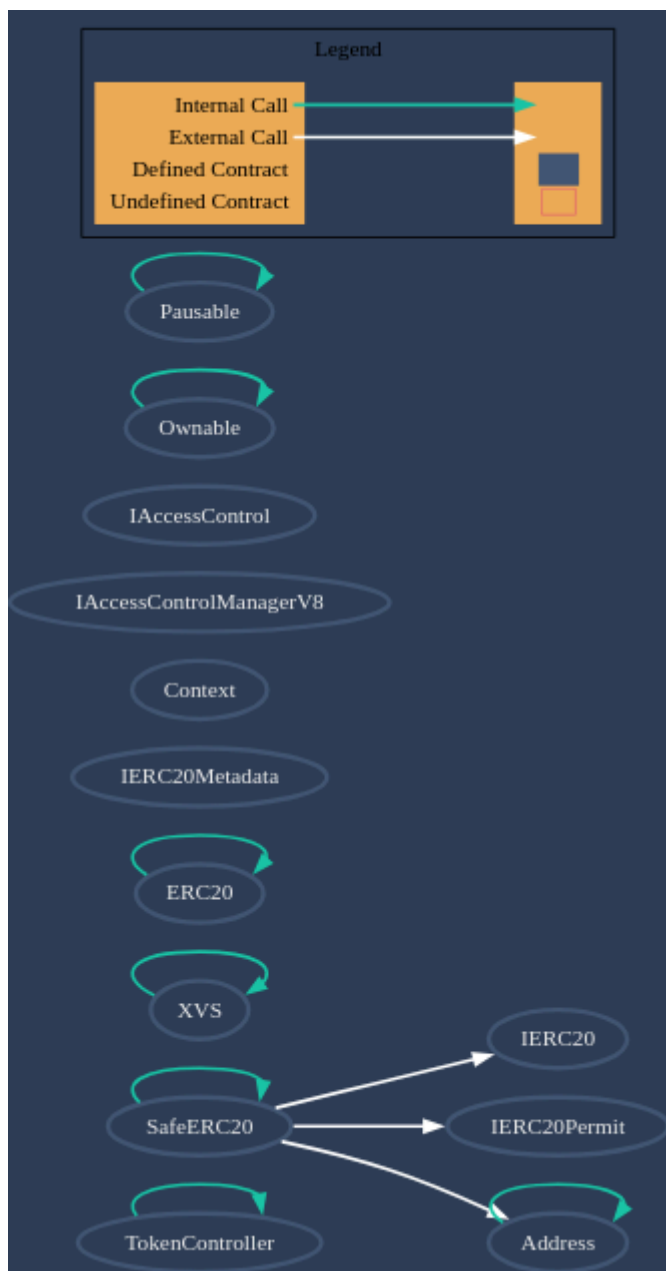 Legend
Internal Call
External Call
Defined Contract
Undefined Contract
Pausable
Ownable
IAccessControl
IAccessControlManagerV8
Context
IERC20Metadata
ERC20
XVS
IERC20
SafeERC20
IERC20Permit
TokenController
Address